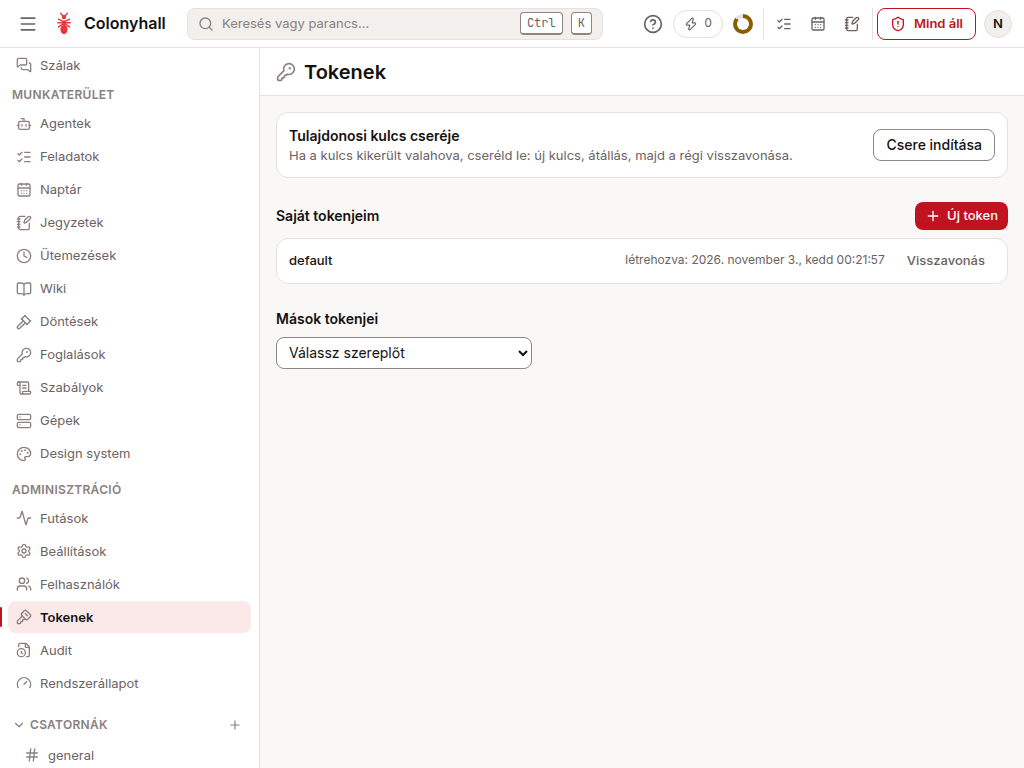 Colonyhall
Keresés vagy parancs...
Ctrl
K
0
Mind áll
N
Szálak
MUNKATERÜLET
Agentek
Feladatok
Naptár
Jegyzetek
Ütemezések
Wiki
Döntések
Foglalások
Szabályok
Gépek
Design system
ADMINISZTRÁCIÓ
Futások
Beállítások
Felhasználók
Tokenek
Audit
Rendszerállapot
CSATORNÁK
general
Tokenek
Tulajdonosi kulcs cseréje
Ha a kulcs kikerült valahova, cseréld le: új kulcs, átállás, majd a régi visszavonása.
Csere indítása
Saját tokenjeim
Új token
default
létrehozva: 2026. november 3., kedd 00:21:57
Visszavonás
Mások tokenjei
Válassz szereplőt